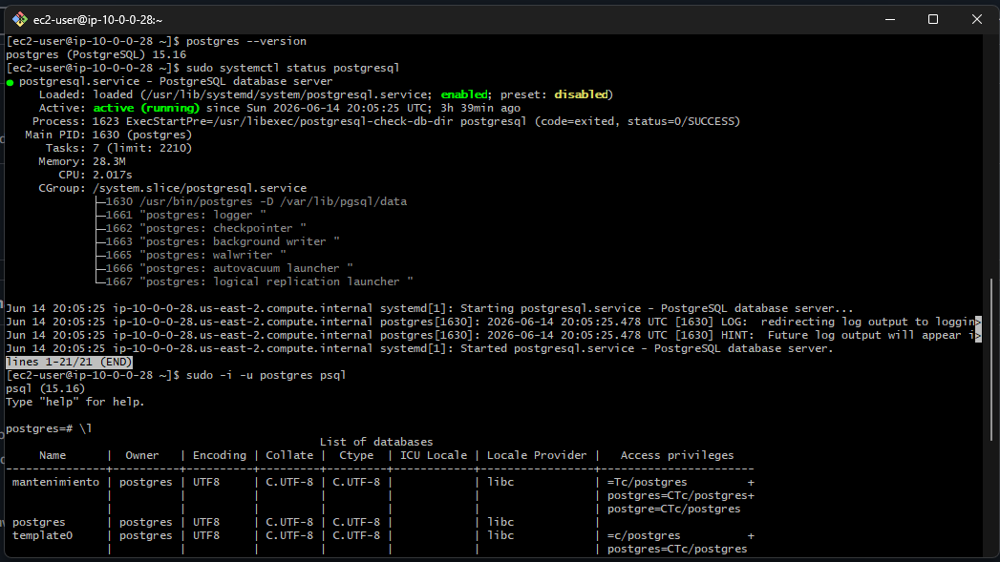 ec2-user@ip-10-0-0-28:~
[ec2-user@ip-10-0-0-28 ~]$ postgres --version
postgres (PostgreSQL) 15.16
[ec2-user@ip-10-0-0-28 ~]$ sudo systemctl status postgresql
● postgresql.service - PostgreSQL database server
     Loaded: loaded (/usr/lib/systemd/system/postgresql.service; enabled; preset: disabled)
     Active: active (running) since Sun 2026-06-14 20:05:25 UTC; 3h 39min ago
    Process: 1623 ExecStartPre=/usr/libexec/postgresql-check-db-dir postgresql (code=exited, status=0/SUCCESS)
   Main PID: 1630 (postgres)
      Tasks: 7 (limit: 2210)
     Memory: 28.3M
        CPU: 2.017s
     CGroup: /system.slice/postgresql.service
             ├─1630 /usr/bin/postgres -D /var/lib/pgsql/data
             ├─1661 "postgres: logger "
             ├─1662 "postgres: checkpointer "
             ├─1663 "postgres: background writer "
             ├─1665 "postgres: walwriter "
             ├─1666 "postgres: autovacuum launcher "
             └─1667 "postgres: logical replication launcher "
Jun 14 20:05:25 ip-10-0-0-28.us-east-2.compute.internal systemd[1]: Starting postgresql.service - PostgreSQL database server...
Jun 14 20:05:25 ip-10-0-0-28.us-east-2.compute.internal postgres[1630]: 2026-06-14 20:05:25.478 UTC [1630] LOG:  redirecting log output to loggin>
Jun 14 20:05:25 ip-10-0-0-28.us-east-2.compute.internal postgres[1630]: 2026-06-14 20:05:25.478 UTC [1630] HINT:  Future log output will appear i>
Jun 14 20:05:25 ip-10-0-0-28.us-east-2.compute.internal systemd[1]: Started postgresql.service - PostgreSQL database server.
lines 1-21/21 (END)
[ec2-user@ip-10-0-0-28 ~]$ sudo -i -u postgres psql
psql (15.16)
Type "help" for help.
postgres=# \l
                                               List of databases
     Name      |  Owner   | Encoding | Collate |  Ctype  | ICU Locale | Locale Provider |   Access privileges
---------------+----------+----------+---------+---------+------------+-----------------+-----------------------
 mantenimiento | postgres | UTF8     | C.UTF-8 | C.UTF-8 |            | libc            | =Tc/postgres         +
               |          |          |         |         |            |                 | postgres=CTc/postgres+
               |          |          |         |         |            |                 | postgre=CTc/postgres
 postgres      | postgres | UTF8     | C.UTF-8 | C.UTF-8 |            | libc            |
 template0     | postgres | UTF8     | C.UTF-8 | C.UTF-8 |            | libc            | =c/postgres          +
               |          |          |         |         |            |                 | postgres=CTc/postgres